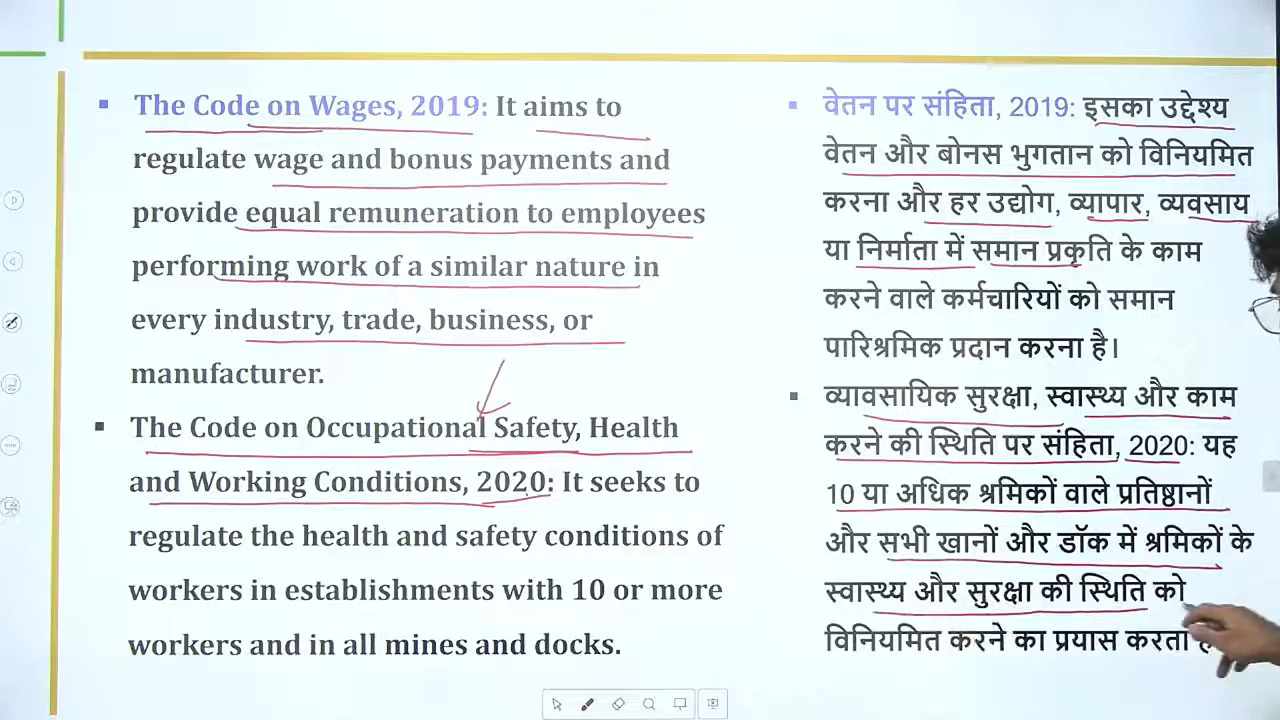 The Code on Wages, 2019: It aims to
regulate wage and bonus payments and
provide equal remuneration to employees
performing work of a similar nature in
every industry, trade, business, or
manufacturer.
The Code on Occupational Safety, Health
and Working Conditions, 2020: It seeks to
regulate the health and safety conditions of
workers in establishments with 10 or more
workers and in all mines and docks.
वेतन पर संहिता, 2019: इसका उद्देश्य
वेतन और बोनस भुगतान को विनियमित
करना और हर उद्योग, व्यापार, व्यवसाय
या निर्माता में समान प्रकृति के काम
करने वाले कर्मचारियों को समान
पारिश्रमिक प्रदान करना है।
व्यावसायिक सुरक्षा, स्वास्थ्य और काम
करने की स्थिति पर संहिता, 2020: यह
10 या अधिक श्रमिकों वाले प्रतिष्ठानों
और सभी खानों और डॉक में श्रमिकों के
स्वास्थ्य और सुरक्षा की स्थिति को
विनियमित करने का प्रयास करता